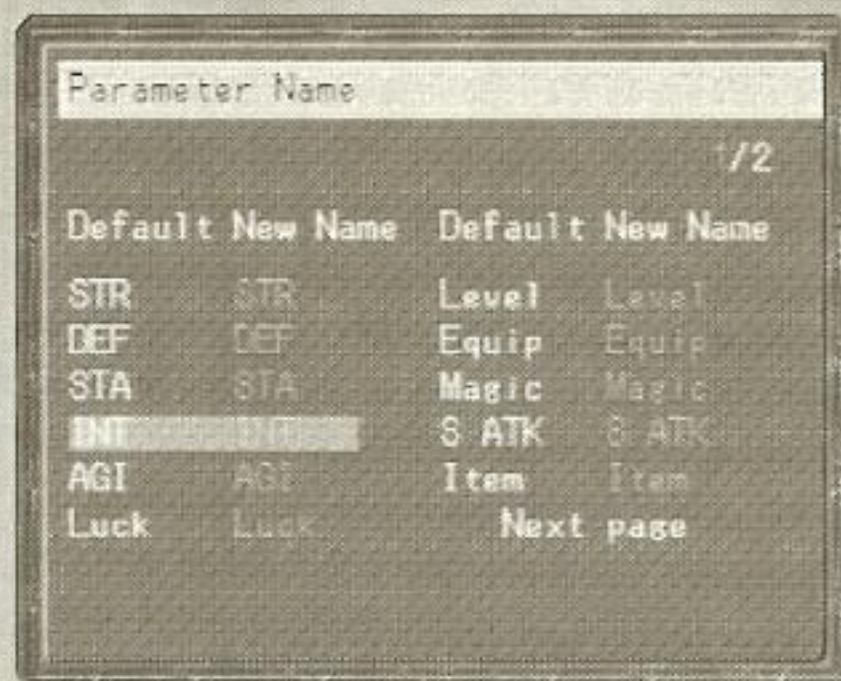 Parameter Name
1/2
Default New Name Default New Name
STR STR Level Level
DEF DEF Equip Equip
STA STA Magic Magic
INT INT S ATK S ATK
AGI AGI Item Item
Luck Luck Next page